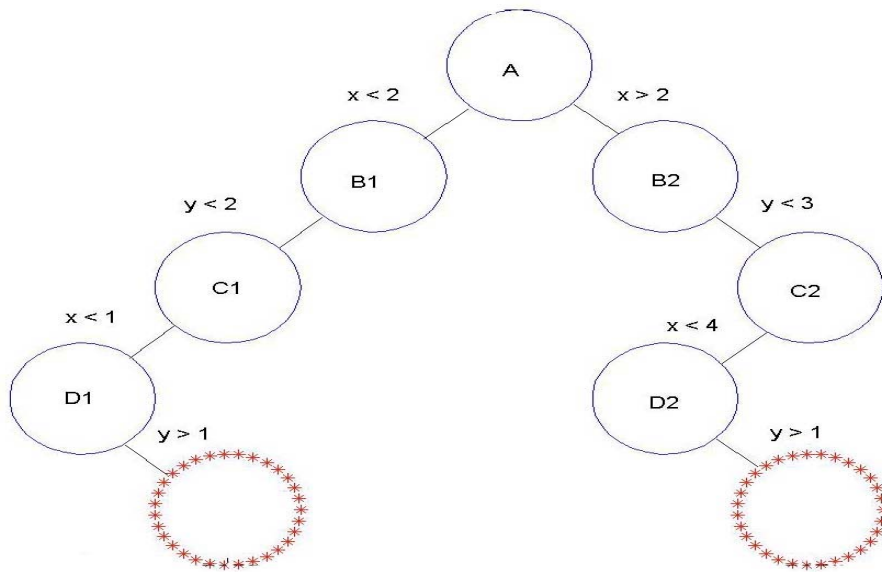 A
x < 2
x > 2
B1
B2
y < 2
y < 3
C1
C2
x < 1
x < 4
D1
D2
y > 1
y > 1